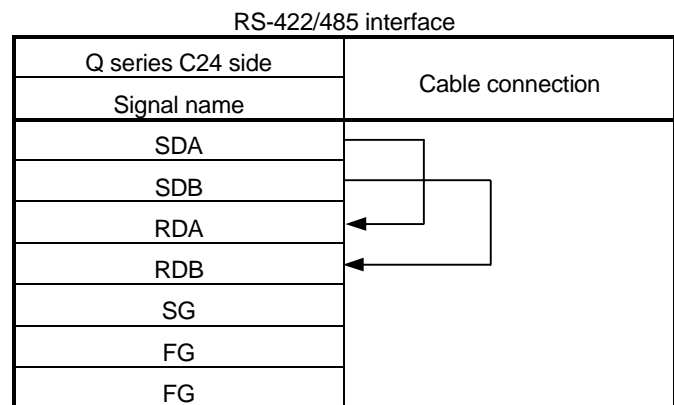 RS-422/485 interface
Q series C24 side
Cable connection
Signal name
SDA
SDB
RDA
RDB
SG
FG
FG